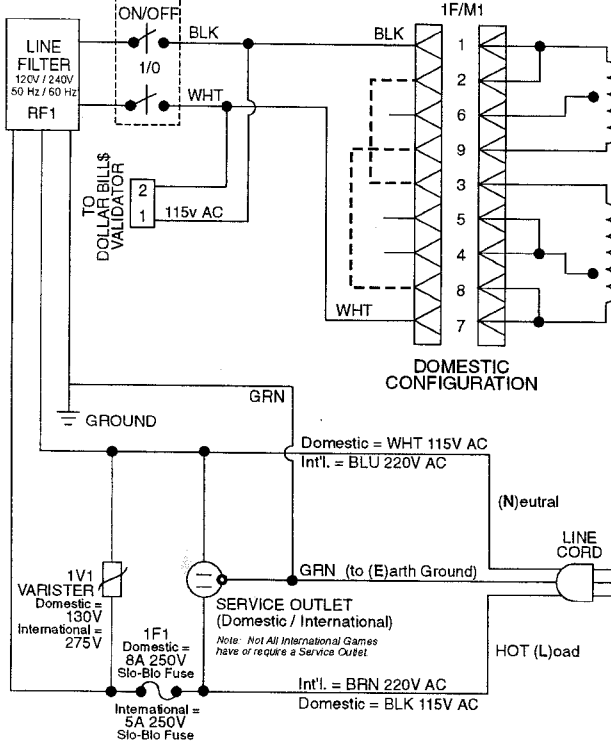 ON/OFF
1/0
LINE
FILTER
120V / 240V
50 Hz / 60 Hz
RF1
BLK
WHT
BLK
1F/M1
1
2
6
9
3
5
4
8
7
WHT
DOMESTIC
CONFIGURATION
TO
DOLLAR BILL$
VALIDATOR
2
1
115v AC
GROUND
GRN
Domestic = WHT 115V AC
Int'l. = BLU 220V AC
(N)eutral
LINE
CORD
GRN (to (E)arth Ground)
1V1
VARISTER
Domestic =
130V
International =
275V
SERVICE OUTLET
(Domestic / International)
Note: Not All International Games
have or require a Service Outlet.
1F1
Domestic =
8A 250V
Slo-Blo Fuse
International =
5A 250V
Slo-Blo Fuse
HOT (L)oad
Int'l. = BRN 220V AC
Domestic = BLK 115V AC